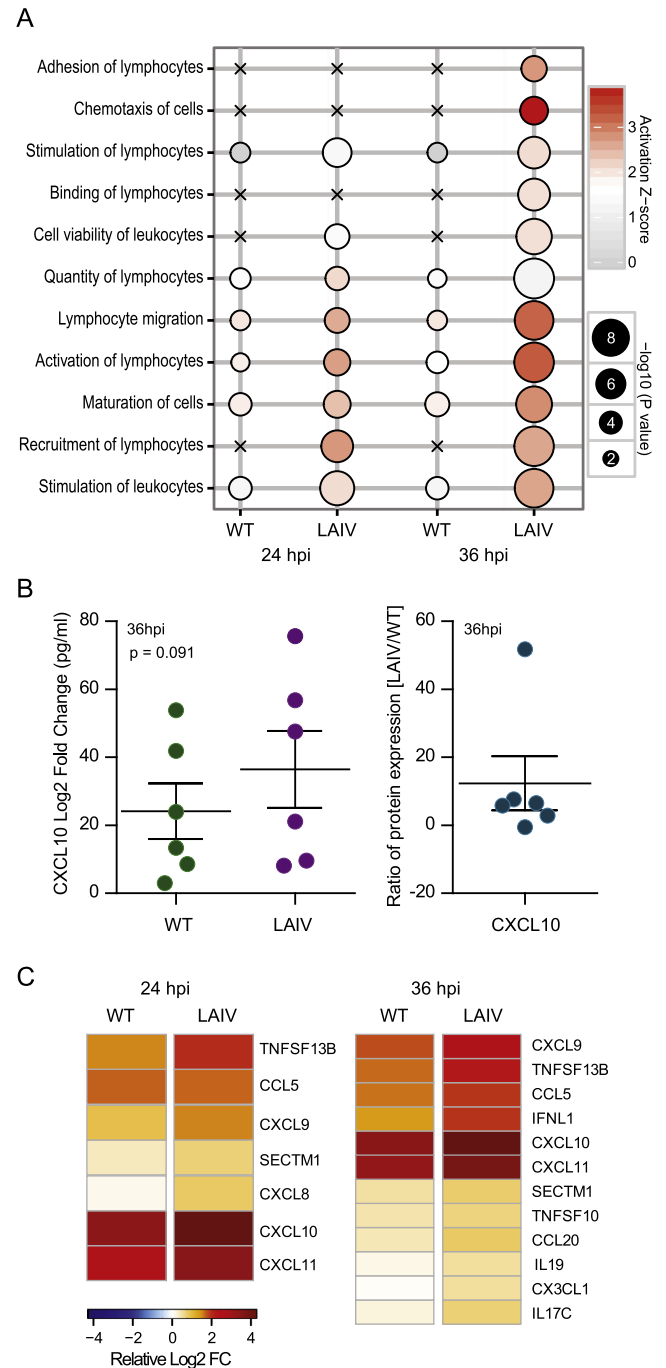 A
Adhesion of lymphocytes
Chemotaxis of cells
Stimulation of lymphocytes
Binding of lymphocytes
Cell viability of leukocytes
Quantity of lymphocytes
Lymphocyte migration
Activation of lymphocytes
Maturation of cells
Recruitment of lymphocytes
Stimulation of leukocytes
WT LAIV WT LAIV
24 hpi 36 hpi
3
2
1
0
Activation Z−score
8
6
4
2
−log10 (P value)
B
CXCL10 Log2 Fold Change (pg/ml)
80
60
40
20
0
36hpi
p = 0.091
WT LAIV
Ratio of protein expression [LAIV/WT]
60
40
20
0
-20
36hpi
CXCL10
C
24 hpi
WT LAIV
TNFSF13B
CCL5
CXCL9
SECTM1
CXCL8
CXCL10
CXCL11
36 hpi
WT LAIV
CXCL9
TNFSF13B
CCL5
IFNL1
CXCL10
CXCL11
SECTM1
TNFSF10
CCL20
IL19
CX3CL1
IL17C
−4 −2 0 2 4
Relative Log2 FC